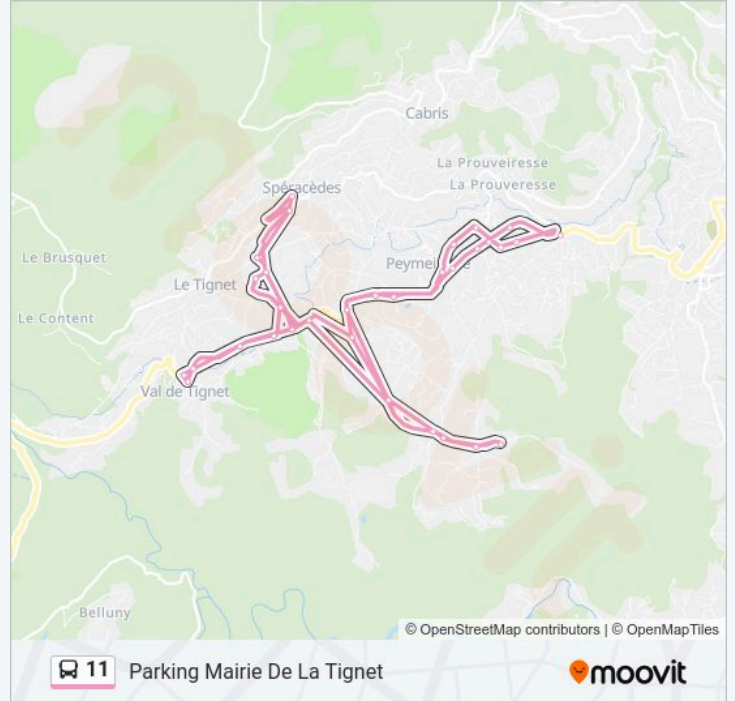 Cabris
La Prouveiresse
La Prouveresse
Spéracèdes
Le Brusquet
Peymei
e
Le Tignet
Le Content
Val de Tignet
Belluny
© OpenStreetMap contributors | © OpenMapTiles
11 Parking Mairie De La Tignet
moovit